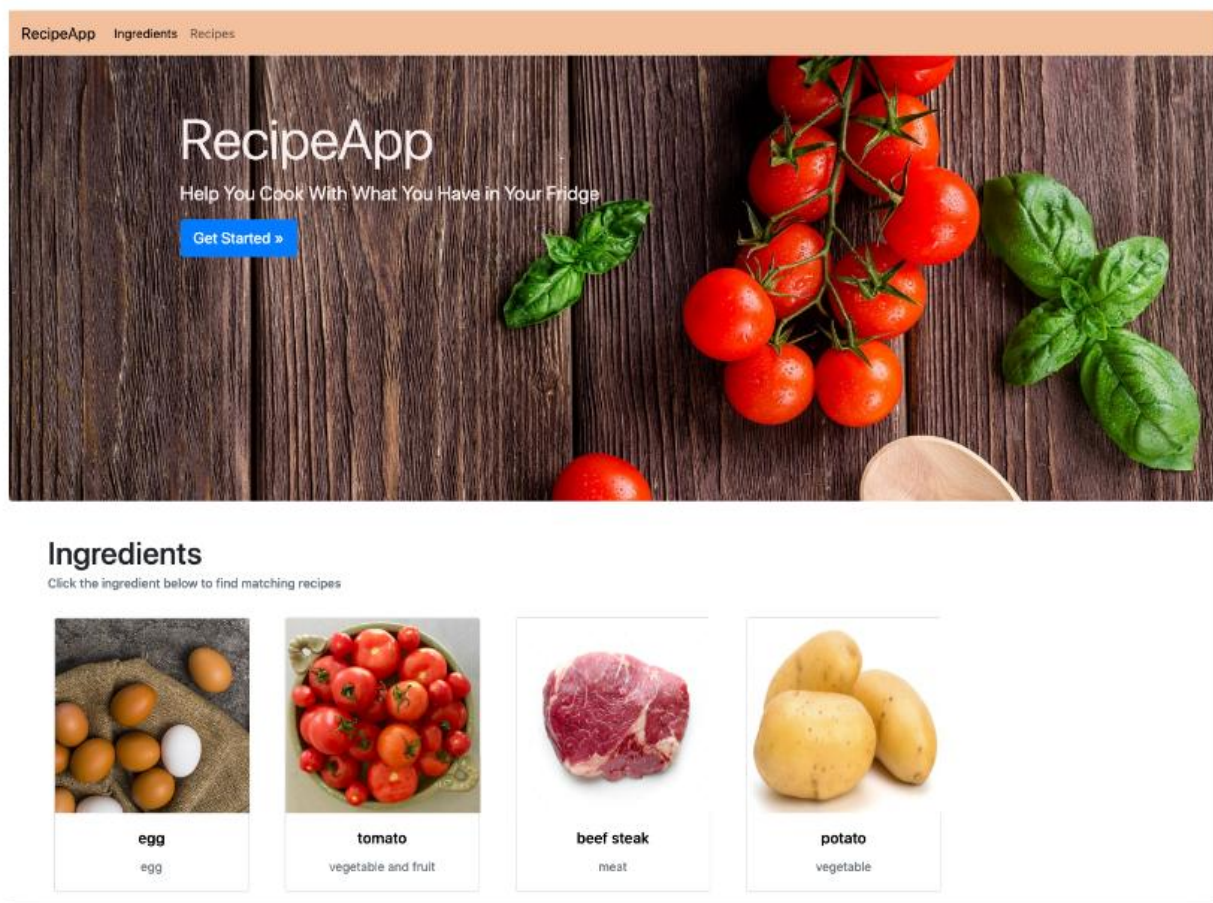 RecipeApp Ingredients Recipes
RecipeApp
Help You Cook With What You Have in Your Fridge
Get Started »
Ingredients
Click the ingredient below to find matching recipes
egg
egg
tomato
vegetable and fruit
beef steak
meat
potato
vegetable